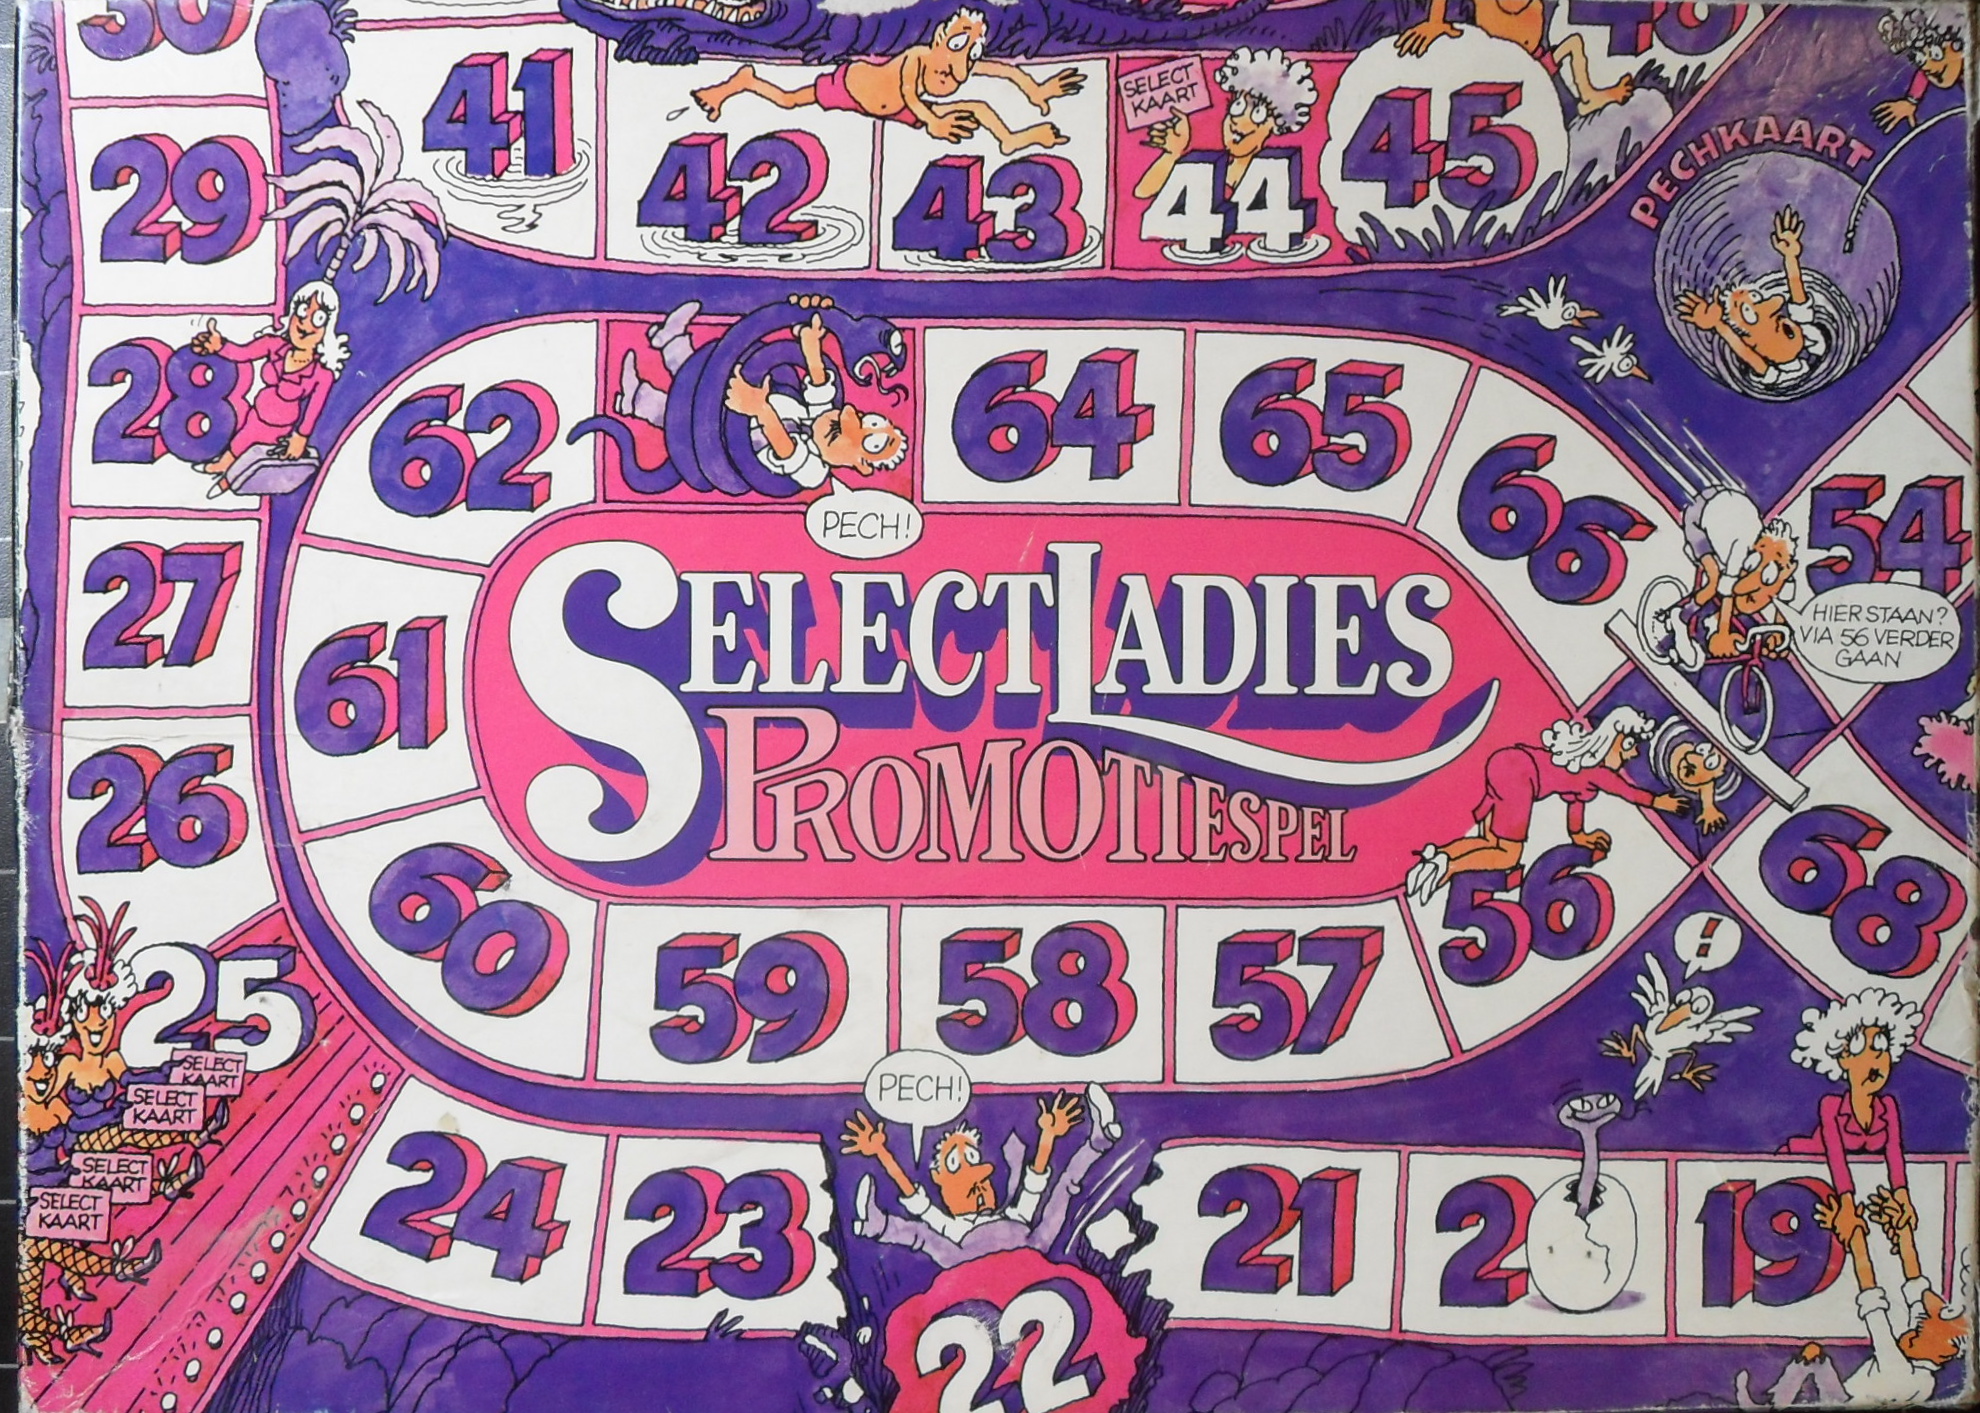 30
41
42
43
SELECT
KAART
44
45
46
29
PECHKAART
28
62
PECH!
64
65
66
54
HIER STAAN?
VIA 56 VERDER
GAAN
27
61
SELECTLADIES
PROMOTIESPEL
26
60
59
58
57
56
68
!
25
SELECT
KAART
SELECT
KAART
SELECT
KAART
SELECT
KAART
24
23
PECH!
22
21
20
19